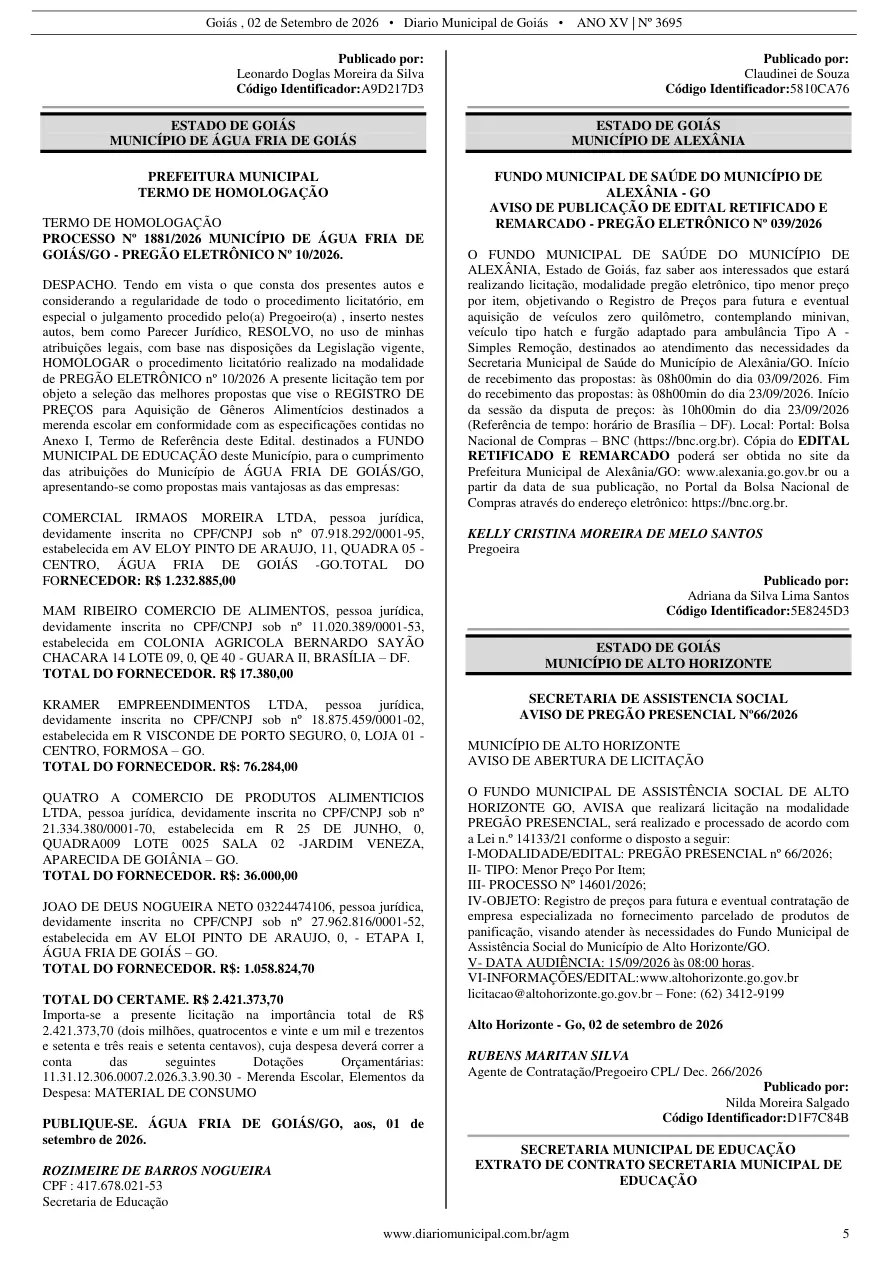 Goiás , 02 de Setembro de 2026 • Diario Municipal de Goiás • ANO XV | Nº 3695
Publicado por:
Leonardo Doglas Moreira da Silva
Código Identificador:A9D217D3
ESTADO DE GOIÁS
MUNICÍPIO DE ÁGUA FRIA DE GOIÁS
PREFEITURA MUNICIPAL
TERMO DE HOMOLOGAÇÃO
TERMO DE HOMOLOGAÇÃO
PROCESSO Nº 1881/2026 MUNICÍPIO DE ÁGUA FRIA DE
GOIÁS/GO - PREGÃO ELETRÔNICO Nº 10/2026.
DESPACHO. Tendo em vista o que consta dos presentes autos e
considerando a regularidade de todo o procedimento licitatório, em
especial o julgamento procedido pelo(a) Pregoeiro(a) , inserto nestes
autos, bem como Parecer Jurídico, RESOLVO, no uso de minhas
atribuições legais, com base nas disposições da Legislação vigente,
HOMOLOGAR o procedimento licitatório realizado na modalidade
de PREGÃO ELETRÔNICO nº 10/2026 A presente licitação tem por
objeto a seleção das melhores propostas que vise o REGISTRO DE
PREÇOS para Aquisição de Gêneros Alimentícios destinados a
merenda escolar em conformidade com as especificações contidas no
Anexo I, Termo de Referência deste Edital. destinados a FUNDO
MUNICIPAL DE EDUCAÇÃO deste Município, para o cumprimento
das atribuições do Município de ÁGUA FRIA DE GOIÁS/GO,
apresentando-se como propostas mais vantajosas as das empresas:
COMERCIAL IRMAOS MOREIRA LTDA, pessoa jurídica,
devidamente inscrita no CPF/CNPJ sob nº 07.918.292/0001-95,
estabelecida em AV ELOY PINTO DE ARAUJO, 11, QUADRA 05 -
CENTRO, ÁGUA FRIA DE GOIÁS -GO.TOTAL DO
FORNECEDOR: R$ 1.232.885,00
MAM RIBEIRO COMERCIO DE ALIMENTOS, pessoa jurídica,
devidamente inscrita no CPF/CNPJ sob nº 11.020.389/0001-53,
estabelecida em COLONIA AGRICOLA BERNARDO SAYÃO
CHACARA 14 LOTE 09, 0, QE 40 - GUARA II, BRASÍLIA – DF.
TOTAL DO FORNECEDOR. R$ 17.380,00
KRAMER EMPREENDIMENTOS LTDA, pessoa jurídica,
devidamente inscrita no CPF/CNPJ sob nº 18.875.459/0001-02,
estabelecida em R VISCONDE DE PORTO SEGURO, 0, LOJA 01 -
CENTRO, FORMOSA – GO.
TOTAL DO FORNECEDOR. R$: 76.284,00
QUATRO A COMERCIO DE PRODUTOS ALIMENTICIOS
LTDA, pessoa jurídica, devidamente inscrita no CPF/CNPJ sob nº
21.334.380/0001-70, estabelecida em R 25 DE JUNHO, 0,
QUADRA009 LOTE 0025 SALA 02 -JARDIM VENEZA,
APARECIDA DE GOIÂNIA – GO.
TOTAL DO FORNECEDOR. R$: 36.000,00
JOAO DE DEUS NOGUEIRA NETO 03224474106, pessoa jurídica,
devidamente inscrita no CPF/CNPJ sob nº 27.962.816/0001-52,
estabelecida em AV ELOI PINTO DE ARAUJO, 0, - ETAPA I,
ÁGUA FRIA DE GOIÁS – GO.
TOTAL DO FORNECEDOR. R$: 1.058.824,70
TOTAL DO CERTAME. R$ 2.421.373,70
Importa-se a presente licitação na importância total de R$
2.421.373,70 (dois milhões, quatrocentos e vinte e um mil e trezentos
e setenta e três reais e setenta centavos), cuja despesa deverá correr a
conta das seguintes Dotações Orçamentárias:
11.31.12.306.0007.2.026.3.3.90.30 - Merenda Escolar, Elementos da
Despesa: MATERIAL DE CONSUMO
PUBLIQUE-SE. ÁGUA FRIA DE GOIÁS/GO, aos, 01 de
setembro de 2026.
ROZIMEIRE DE BARROS NOGUEIRA
CPF : 417.678.021-53
Secretaria de Educação
Publicado por:
Claudinei de Souza
Código Identificador:5810CA76
ESTADO DE GOIÁS
MUNICÍPIO DE ALEXÂNIA
FUNDO MUNICIPAL DE SAÚDE DO MUNICÍPIO DE
ALEXÂNIA - GO
AVISO DE PUBLICAÇÃO DE EDITAL RETIFICADO E
REMARCADO - PREGÃO ELETRÔNICO Nº 039/2026
O FUNDO MUNICIPAL DE SAÚDE DO MUNICÍPIO DE
ALEXÂNIA, Estado de Goiás, faz saber aos interessados que estará
realizando licitação, modalidade pregão eletrônico, tipo menor preço
por item, objetivando o Registro de Preços para futura e eventual
aquisição de veículos zero quilômetro, contemplando minivan,
veículo tipo hatch e furgão adaptado para ambulância Tipo A -
Simples Remoção, destinados ao atendimento das necessidades da
Secretaria Municipal de Saúde do Município de Alexânia/GO. Início
de recebimento das propostas: às 08h00min do dia 03/09/2026. Fim
do recebimento das propostas: às 08h00min do dia 23/09/2026. Início
da sessão da disputa de preços: às 10h00min do dia 23/09/2026
(Referência de tempo: horário de Brasília – DF). Local: Portal: Bolsa
Nacional de Compras – BNC (https://bnc.org.br). Cópia do EDITAL
RETIFICADO E REMARCADO poderá ser obtida no site da
Prefeitura Municipal de Alexânia/GO: www.alexania.go.gov.br ou a
partir da data de sua publicação, no Portal da Bolsa Nacional de
Compras através do endereço eletrônico: https://bnc.org.br.
KELLY CRISTINA MOREIRA DE MELO SANTOS
Pregoeira
Publicado por:
Adriana da Silva Lima Santos
Código Identificador:5E8245D3
ESTADO DE GOIÁS
MUNICÍPIO DE ALTO HORIZONTE
SECRETARIA DE ASSISTENCIA SOCIAL
AVISO DE PREGÃO PRESENCIAL Nº66/2026
MUNICÍPIO DE ALTO HORIZONTE
AVISO DE ABERTURA DE LICITAÇÃO
O FUNDO MUNICIPAL DE ASSISTÊNCIA SOCIAL DE ALTO
HORIZONTE GO, AVISA que realizará licitação na modalidade
PREGÃO PRESENCIAL, será realizado e processado de acordo com
a Lei n.º 14133/21 conforme o disposto a seguir:
I-MODALIDADE/EDITAL: PREGÃO PRESENCIAL nº 66/2026;
II- TIPO: Menor Preço Por Item;
III- PROCESSO Nº 14601/2026;
IV-OBJETO: Registro de preços para futura e eventual contratação de
empresa especializada no fornecimento parcelado de produtos de
panificação, visando atender às necessidades do Fundo Municipal de
Assistência Social do Município de Alto Horizonte/GO.
V- DATA AUDIÊNCIA: 15/09/2026 às 08:00 horas.
VI-INFORMAÇÕES/EDITAL:www.altohorizonte.go.gov.br
licitacao@altohorizonte.go.gov.br – Fone: (62) 3412-9199
Alto Horizonte - Go, 02 de setembro de 2026
RUBENS MARITAN SILVA
Agente de Contratação/Pregoeiro CPL/ Dec. 266/2026
Publicado por:
Nilda Moreira Salgado
Código Identificador:D1F7C84B
SECRETARIA MUNICIPAL DE EDUCAÇÃO
EXTRATO DE CONTRATO SECRETARIA MUNICIPAL DE
EDUCAÇÃO
www.diariomunicipal.com.br/agm 5